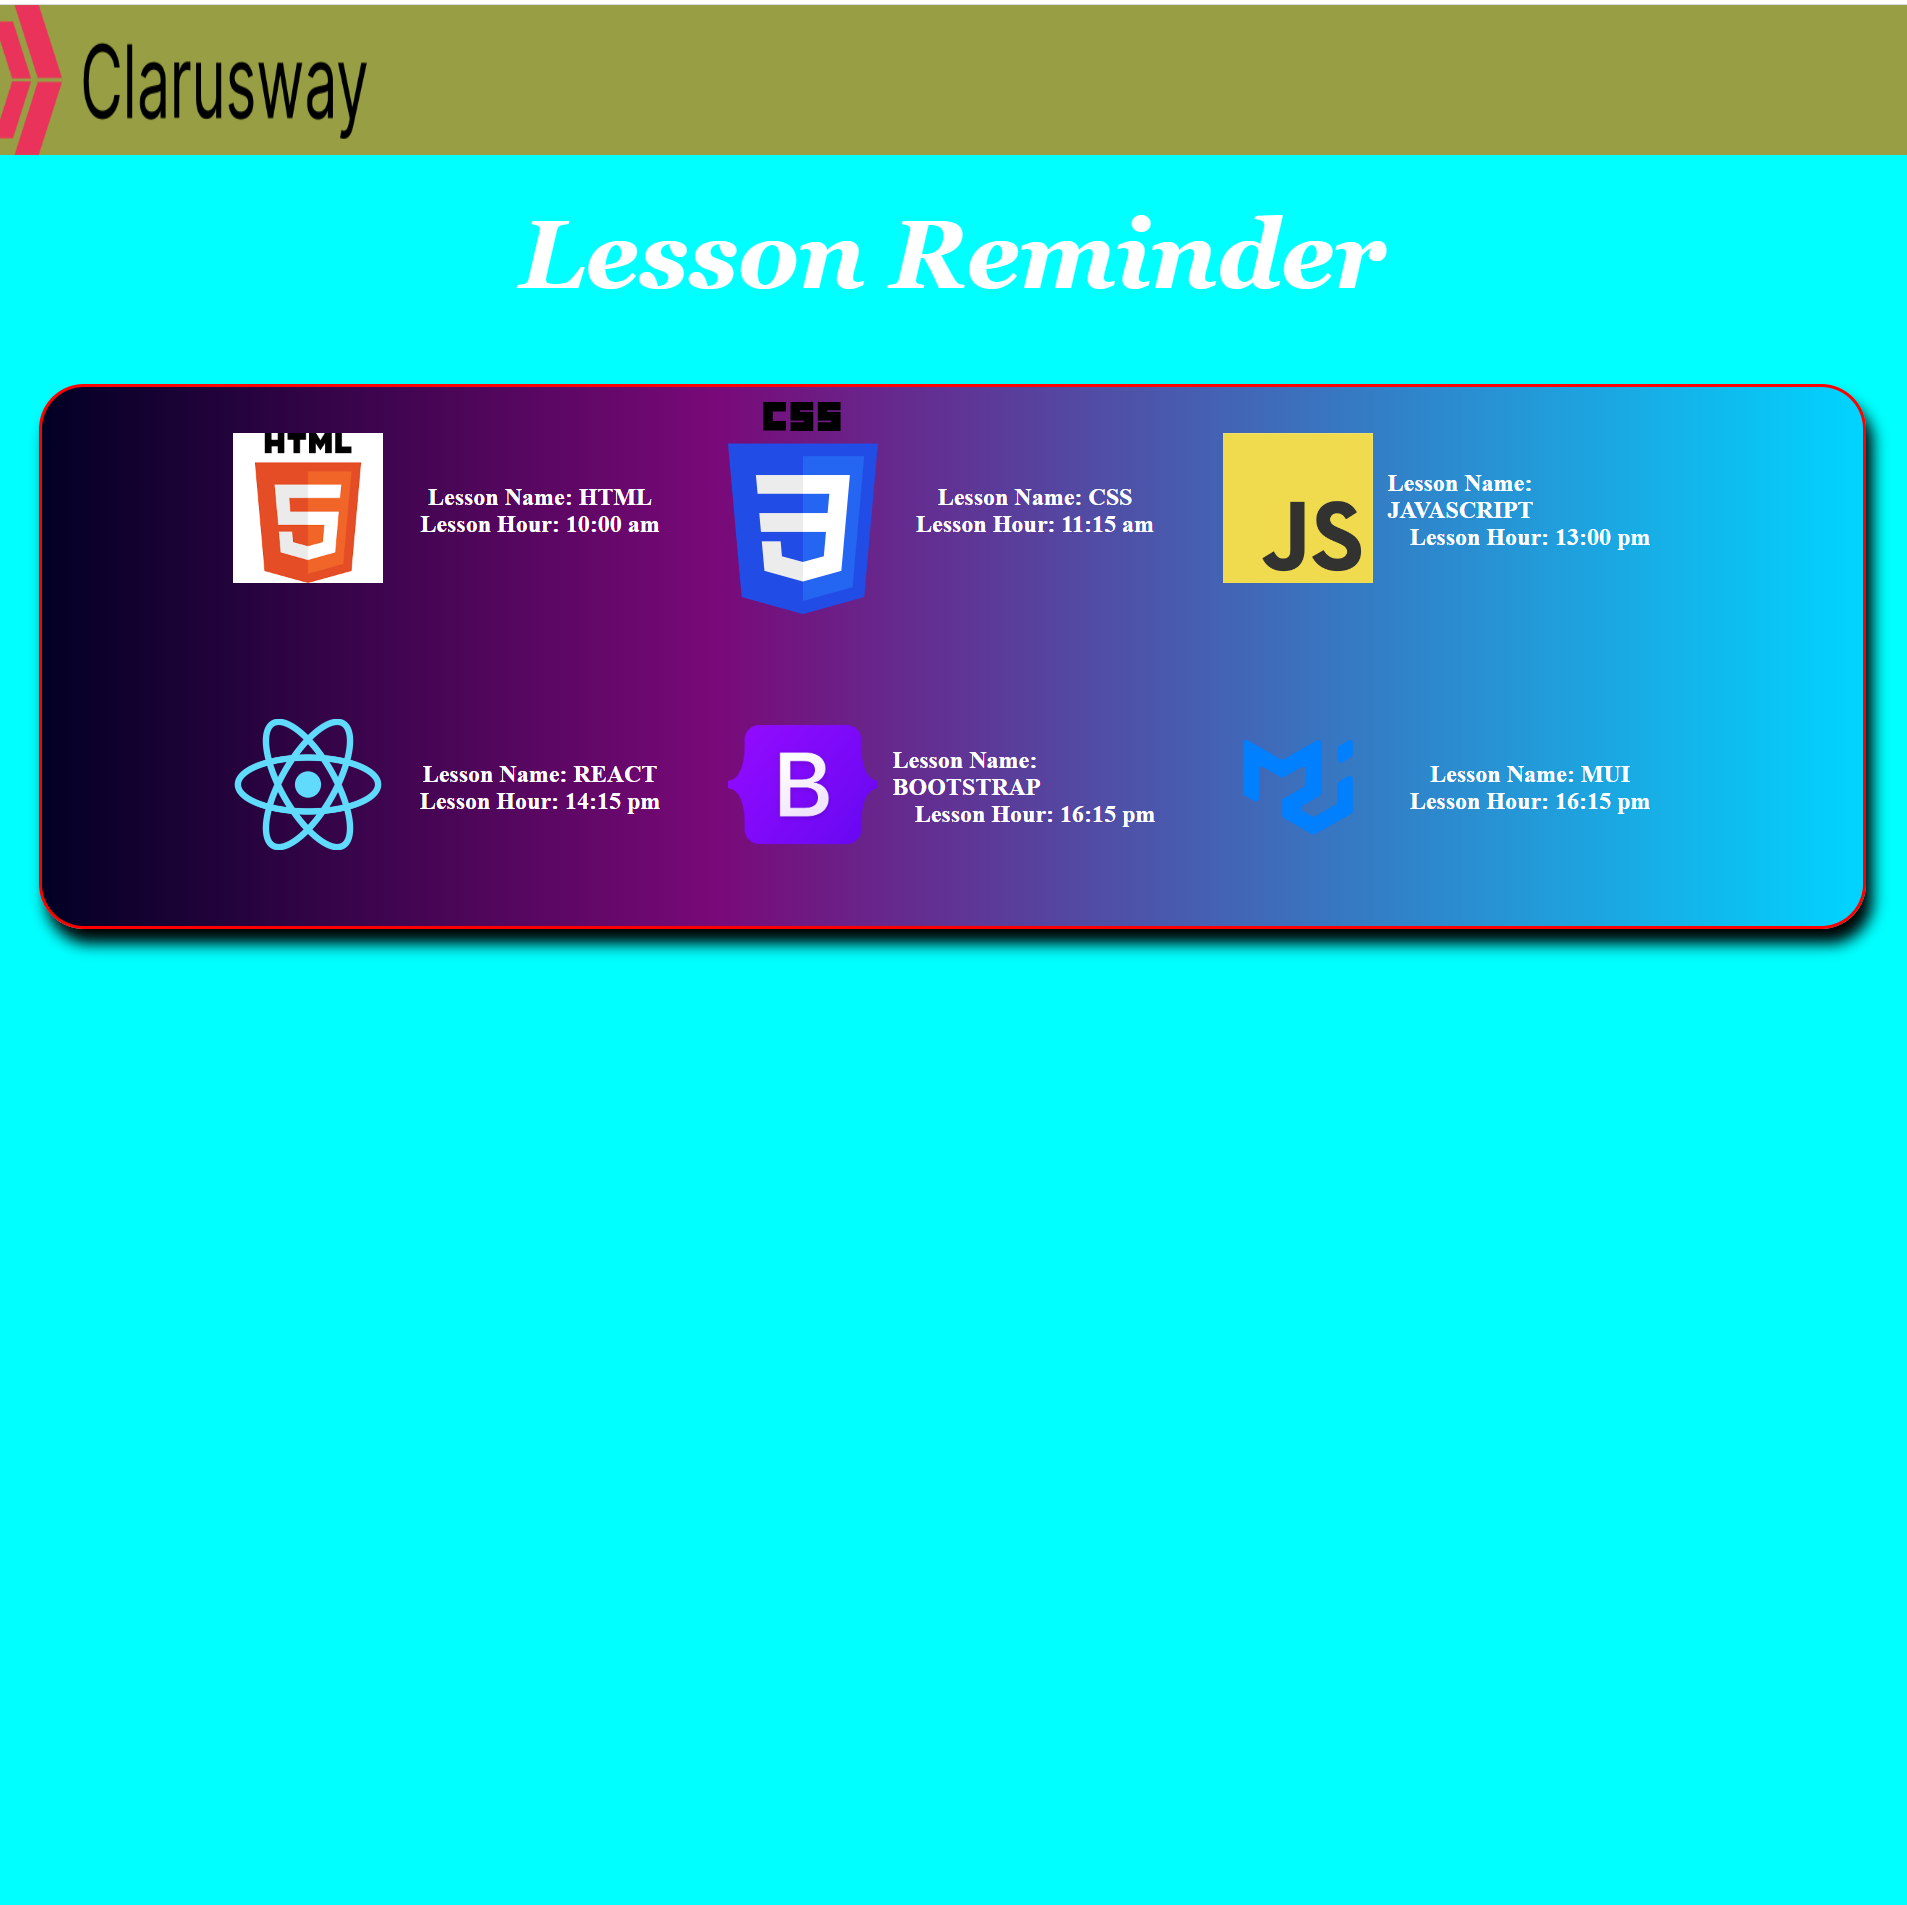 Clarusway
Lesson Reminder
HTML
Lesson Name: HTML
Lesson Hour: 10:00 am
CSS
Lesson Name: CSS
Lesson Hour: 11:15 am
JS
Lesson Name:
JAVASCRIPT
Lesson Hour: 13:00 pm
Lesson Name: REACT
Lesson Hour: 14:15 pm
B
Lesson Name:
BOOTSTRAP
Lesson Hour: 16:15 pm
Lesson Name: MUI
Lesson Hour: 16:15 pm